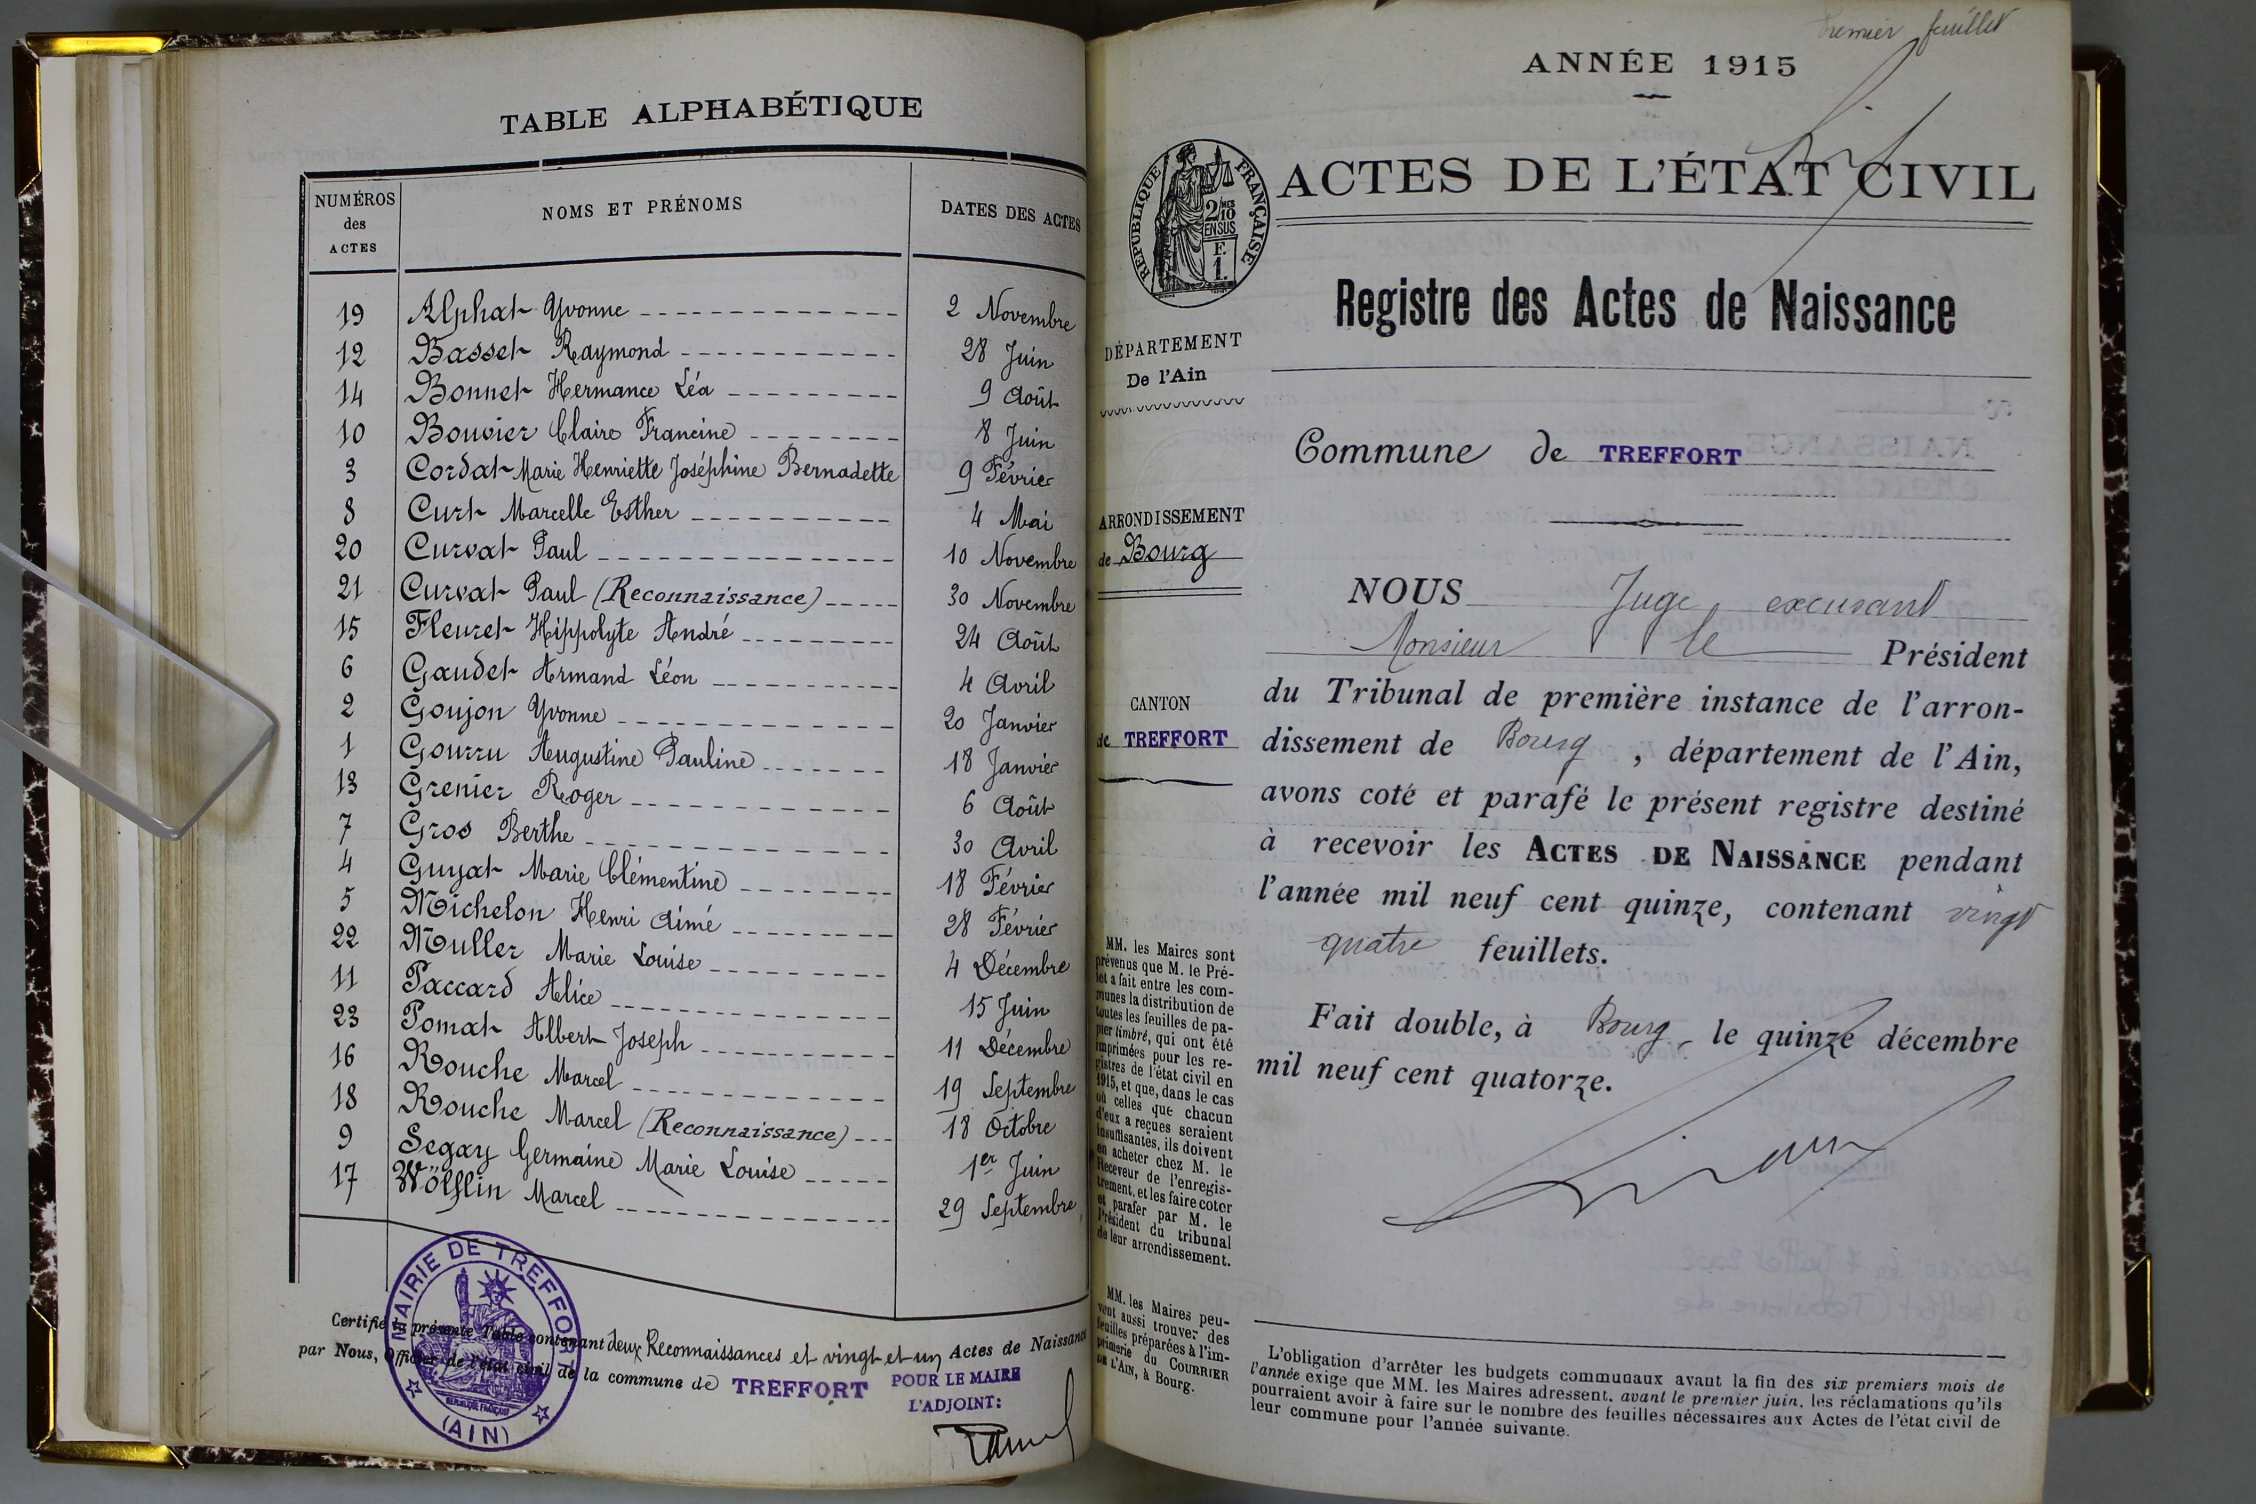 TABLE ALPHABÉTIQUE
NUMÉROS des ACTES NOMS ET PRÉNOMS DATES DES ACTES
19 Alphat Yvonne 2 Novembre
12 Basset Raymond 28 Juin
14 Bonnet Hermance Léa 9 Août
10 Bouvier Claire Francine 8 Juin
3 Cordat Marie Henriette Joséphine Bernadette 9 Février
8 Curt Marcelle Esther 4 Mai
20 Curvat Paul 10 Novembre
21 Curvat Paul (Reconnaissance) 30 Novembre
15 Fleuret Hippolyte André 24 Août
6 Gaudet Armand Léon 4 Avril
2 Goujon Yvonne 20 Janvier
1 Gourru Augustine Pauline 18 Janvier
13 Grenier Roger 6 Août
7 Gros Berthe 30 Avril
4 Guyat Marie Clémentine 18 Février
5 Michelon Henri Aimé 28 Février
22 Muller Marie Louise 4 Décembre
11 Paccard Alice 15 Juin
23 Pomat Albert Joseph 11 Décembre
16 Rouche Marcel 19 Septembre
18 Rouche Marcel (Reconnaissance) 18 Octobre
9 Segay Germaine Marie Louise 1er Juin
17 Wölflin Marcel 29 Septembre
Certifié la présente Table contenant deux Reconnaissances et vingt et un Actes de Naissance
par Nous, Officier de l'état civil de la commune de TREFFORT
POUR LE MAIRE
L'ADJOINT:
MAIRIE DE TREFFORT
RÉPUBLIQUE FRANÇAISE
(AIN)
Premier feuillet
ANNÉE 1915
RÉPUBLIQUE FRANÇAISE
2/10 MES
EN SUS
F.
1.
ACTES DE L'ÉTAT CIVIL
Registre des Actes de Naissance
DÉPARTEMENT
De l'Ain
Commune de TREFFORT
ARRONDISSEMENT
de Bourg
CANTON
de TREFFORT
NOUS Juge excusant
Monsieur le Président
du Tribunal de première instance de l'arron-
dissement de Bourg, département de l'Ain,
avons coté et parafé le présent registre destiné
à recevoir les ACTES DE NAISSANCE pendant
l'année mil neuf cent quinze, contenant vingt
quatre feuillets.
Fait double, à Bourg, le quinze décembre
mil neuf cent quatorze.
MM. les Maires sont
prévenus que M. le Pré-
fet a fait entre les com-
munes la distribution de
toutes les feuilles de pa-
pier timbré, qui ont été
imprimées pour les re-
gistres de l'état civil en
1915, et que, dans le cas
où celles que chacun
d'eux a reçues seraient
insuffisantes, ils doivent
en acheter chez M. le
Receveur de l'enregis-
trement, et les faire coter
et parafer par M. le
Président du tribunal
de leur arrondissement.
MM. les Maires peu-
vent aussi trouver des
feuilles préparées à l'im-
primerie du COURRIER
DE L'AIN, à Bourg.
L'obligation d'arrêter les budgets communaux avant la fin des six premiers mois de
l'année exige que MM. les Maires adressent, avant le premier juin, les réclamations qu'ils
pourraient avoir à faire sur le nombre des feuilles nécessaires aux Actes de l'état civil de
leur commune pour l'année suivante.